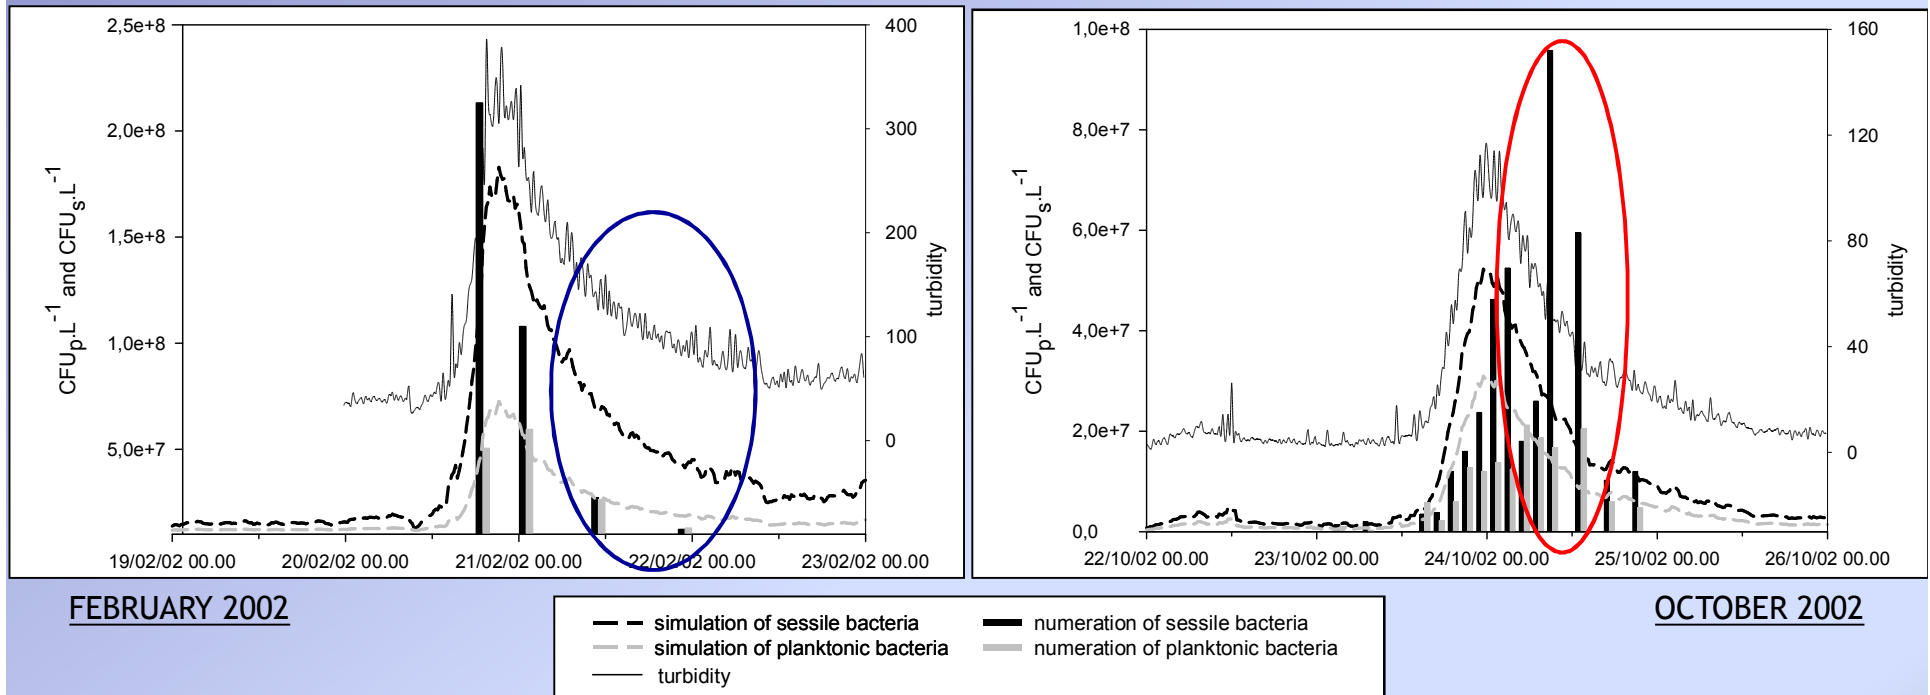 2,5e+8
2,0e+8
1,5e+8
1,0e+8
5,0e+7
CFUp.L-1 and CFUs.L-1
400
300
200
100
0
turbidity
19/02/02 00.00
20/02/02 00.00
21/02/02 00.00
22/02/02 00.00
23/02/02 00.00
1,0e+8
8,0e+7
6,0e+7
4,0e+7
2,0e+7
0,0
CFUp.L-1 and CFUs.L-1
160
120
80
40
0
turbidity
22/10/02 00.00
23/10/02 00.00
24/10/02 00.00
25/10/02 00.00
26/10/02 00.00
FEBRUARY 2002
OCTOBER 2002
simulation of sessile bacteria
simulation of planktonic bacteria
turbidity
numeration of sessile bacteria
numeration of planktonic bacteria